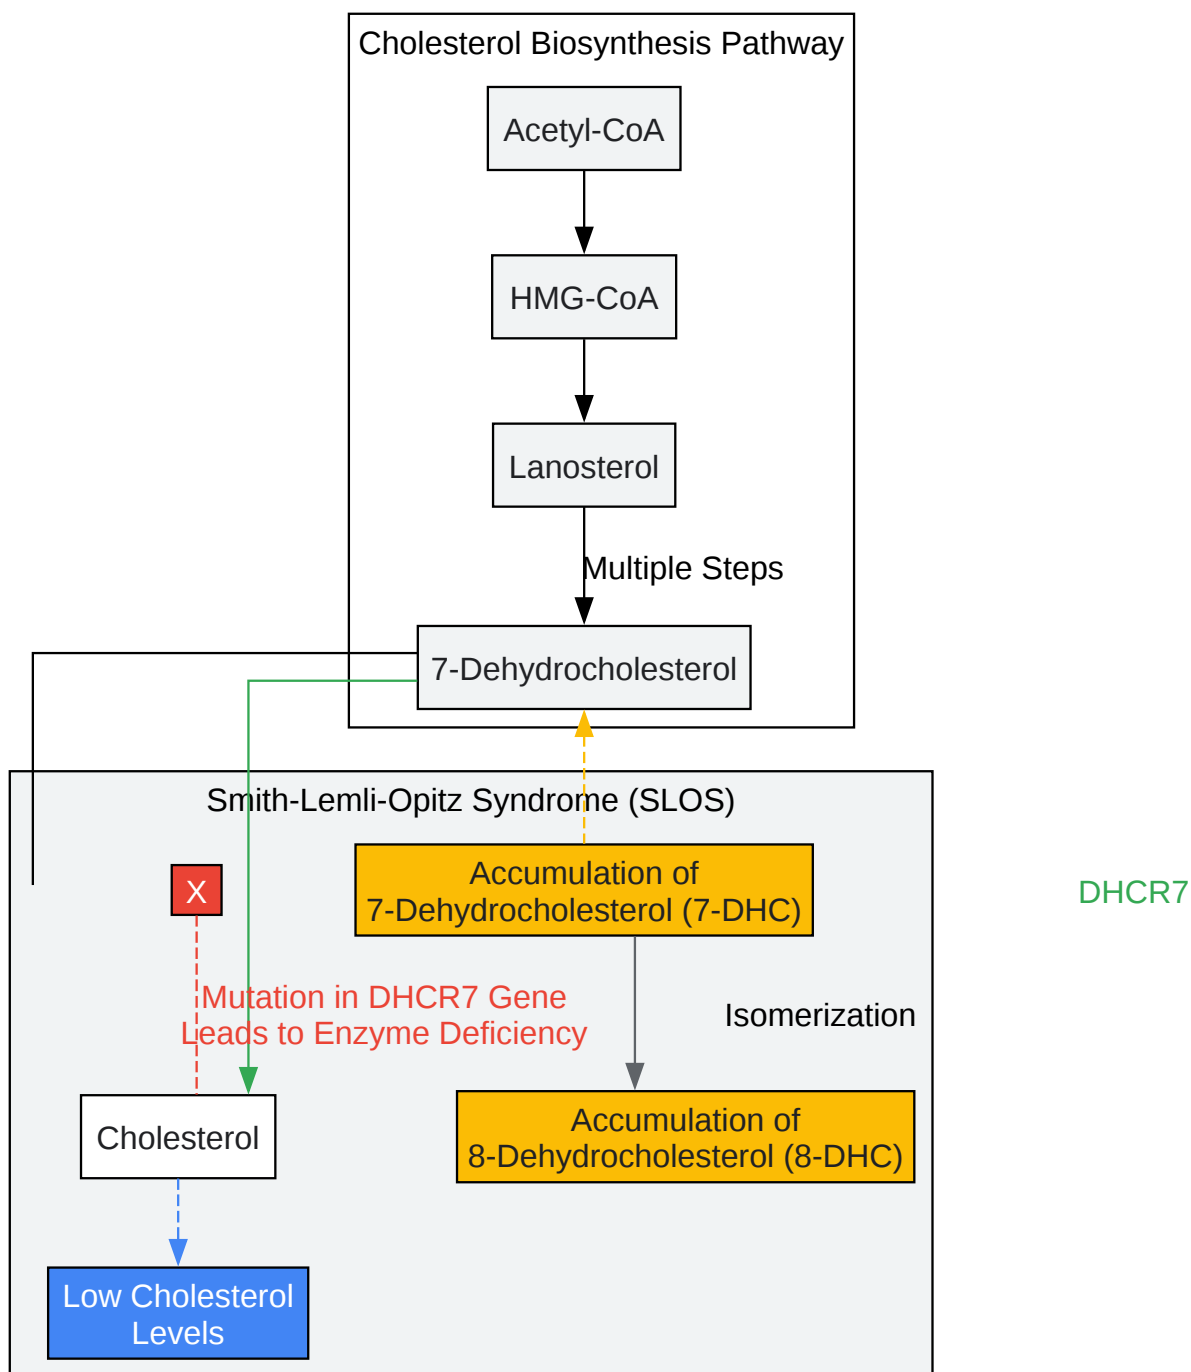 Cholesterol Biosynthesis Pathway
Acetyl-CoA
HMG-CoA
Lanosterol
Multiple Steps
7-Dehydrocholesterol
Smith-Lemli-Opitz Syndrome (SLOS)
X
Accumulation of
7-Dehydrocholesterol (7-DHC)
DHCR7
Mutation in DHCR7 Gene
Leads to Enzyme Deficiency
Isomerization
Cholesterol
Accumulation of
8-Dehydrocholesterol (8-DHC)
Low Cholesterol
Levels